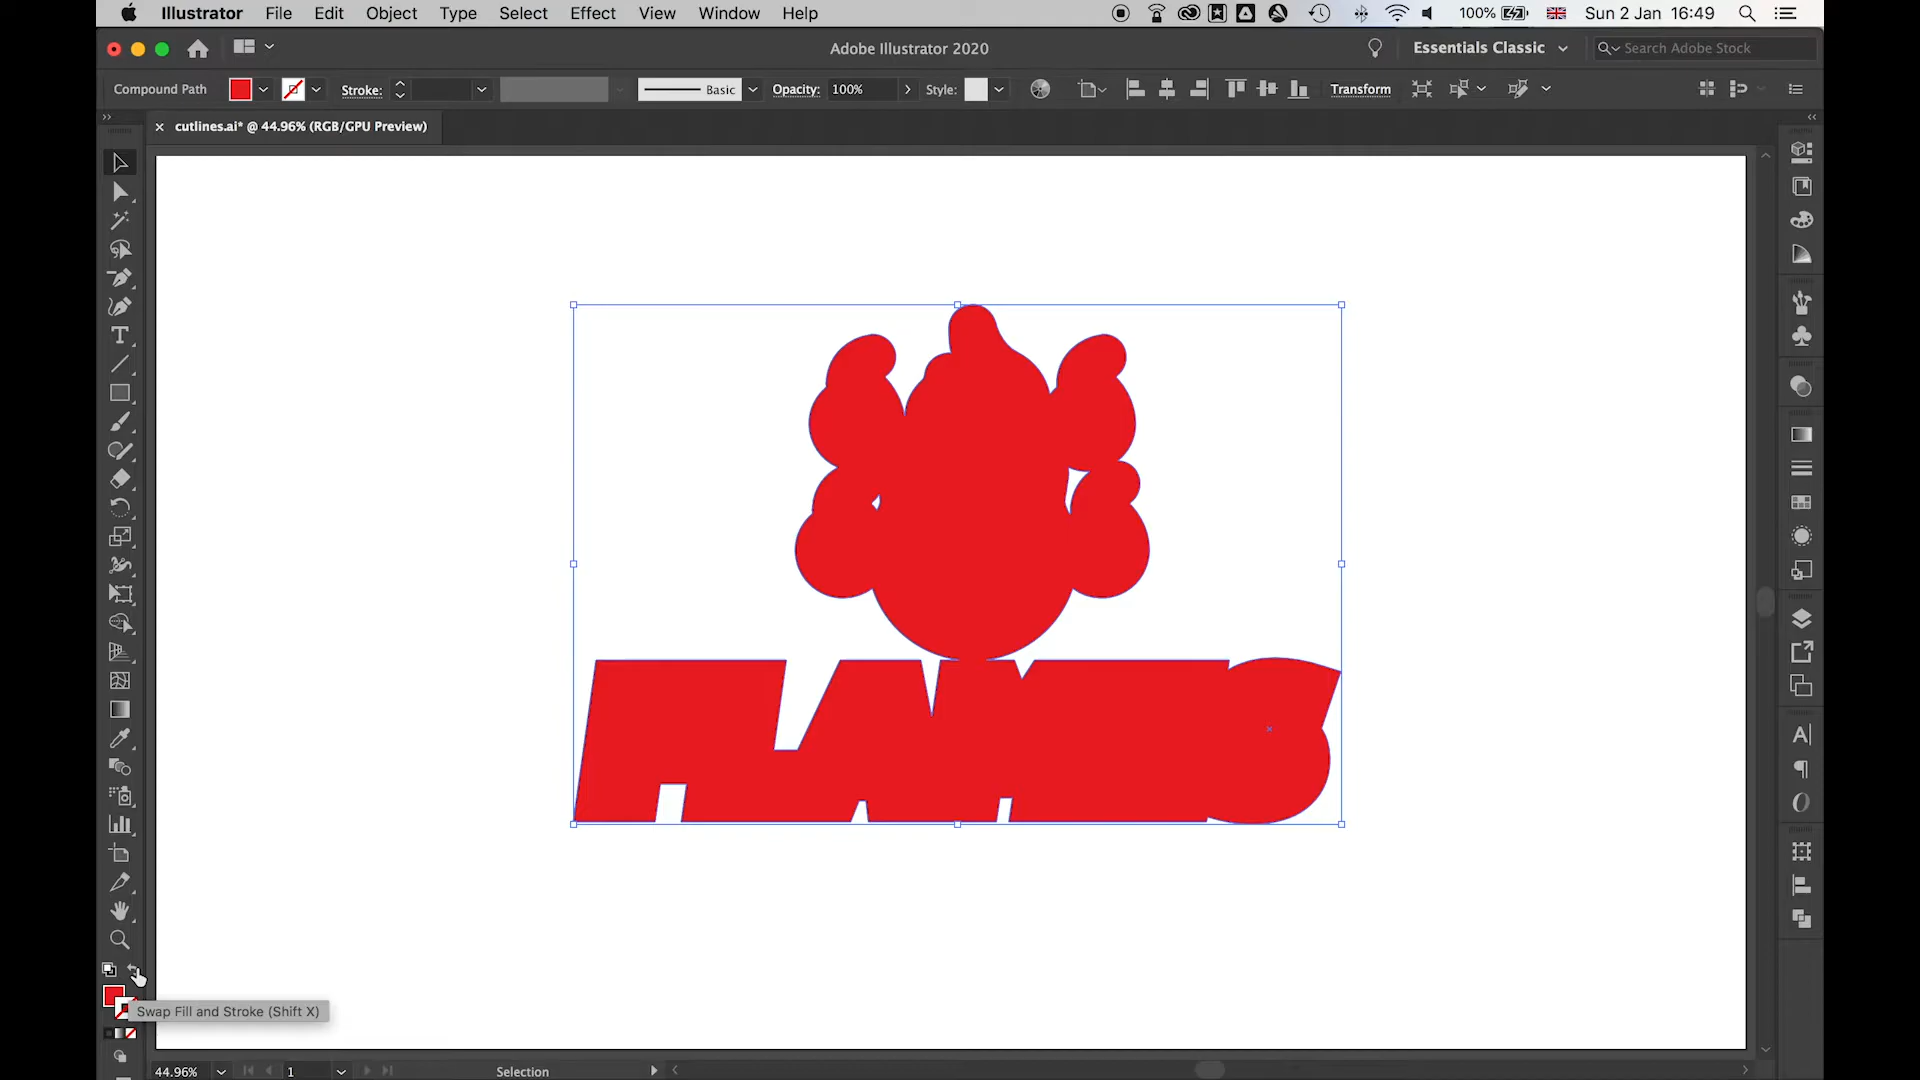 Illustrator File Edit Object Type Select Effect View Window Help 100% Sun 2 Jan 16:49
Adobe Illustrator 2020 Essentials Classic Search Adobe Stock
Compound Path Stroke: Basic Opacity: 100% Style: Transform
cutlines.ai* @ 44.96% (RGB/GPU Preview)
FLAMES
Swap Fill and Stroke (Shift X)
44.96% 1 Selection